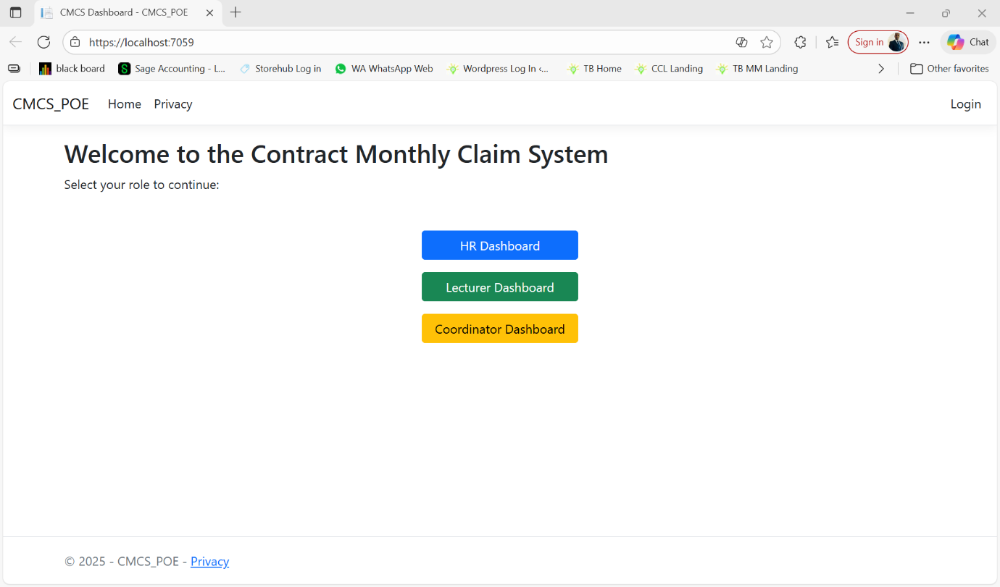 CMCS Dashboard - CMCS_POE
https://localhost:7059
Sign in
Chat
black board
Sage Accounting - L...
Storehub Log in
WA WhatsApp Web
Wordpress Log In ‹...
TB Home
CCL Landing
TB MM Landing
Other favorites
CMCS_POE
Home
Privacy
Login
Welcome to the Contract Monthly Claim System
Select your role to continue:
HR Dashboard
Lecturer Dashboard
Coordinator Dashboard
© 2025 - CMCS_POE - Privacy